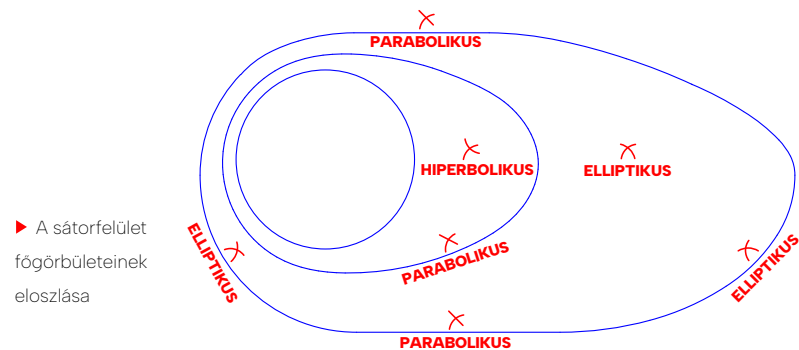 PARABOLIKUS
HIPERBOLIKUS
ELLIPTIKUS
▶ A sátorfelület
főgörbületeinek
eloszlása
ELLIPTIKUS
PARABOLIKUS
ELLIPTIKUS
PARABOLIKUS